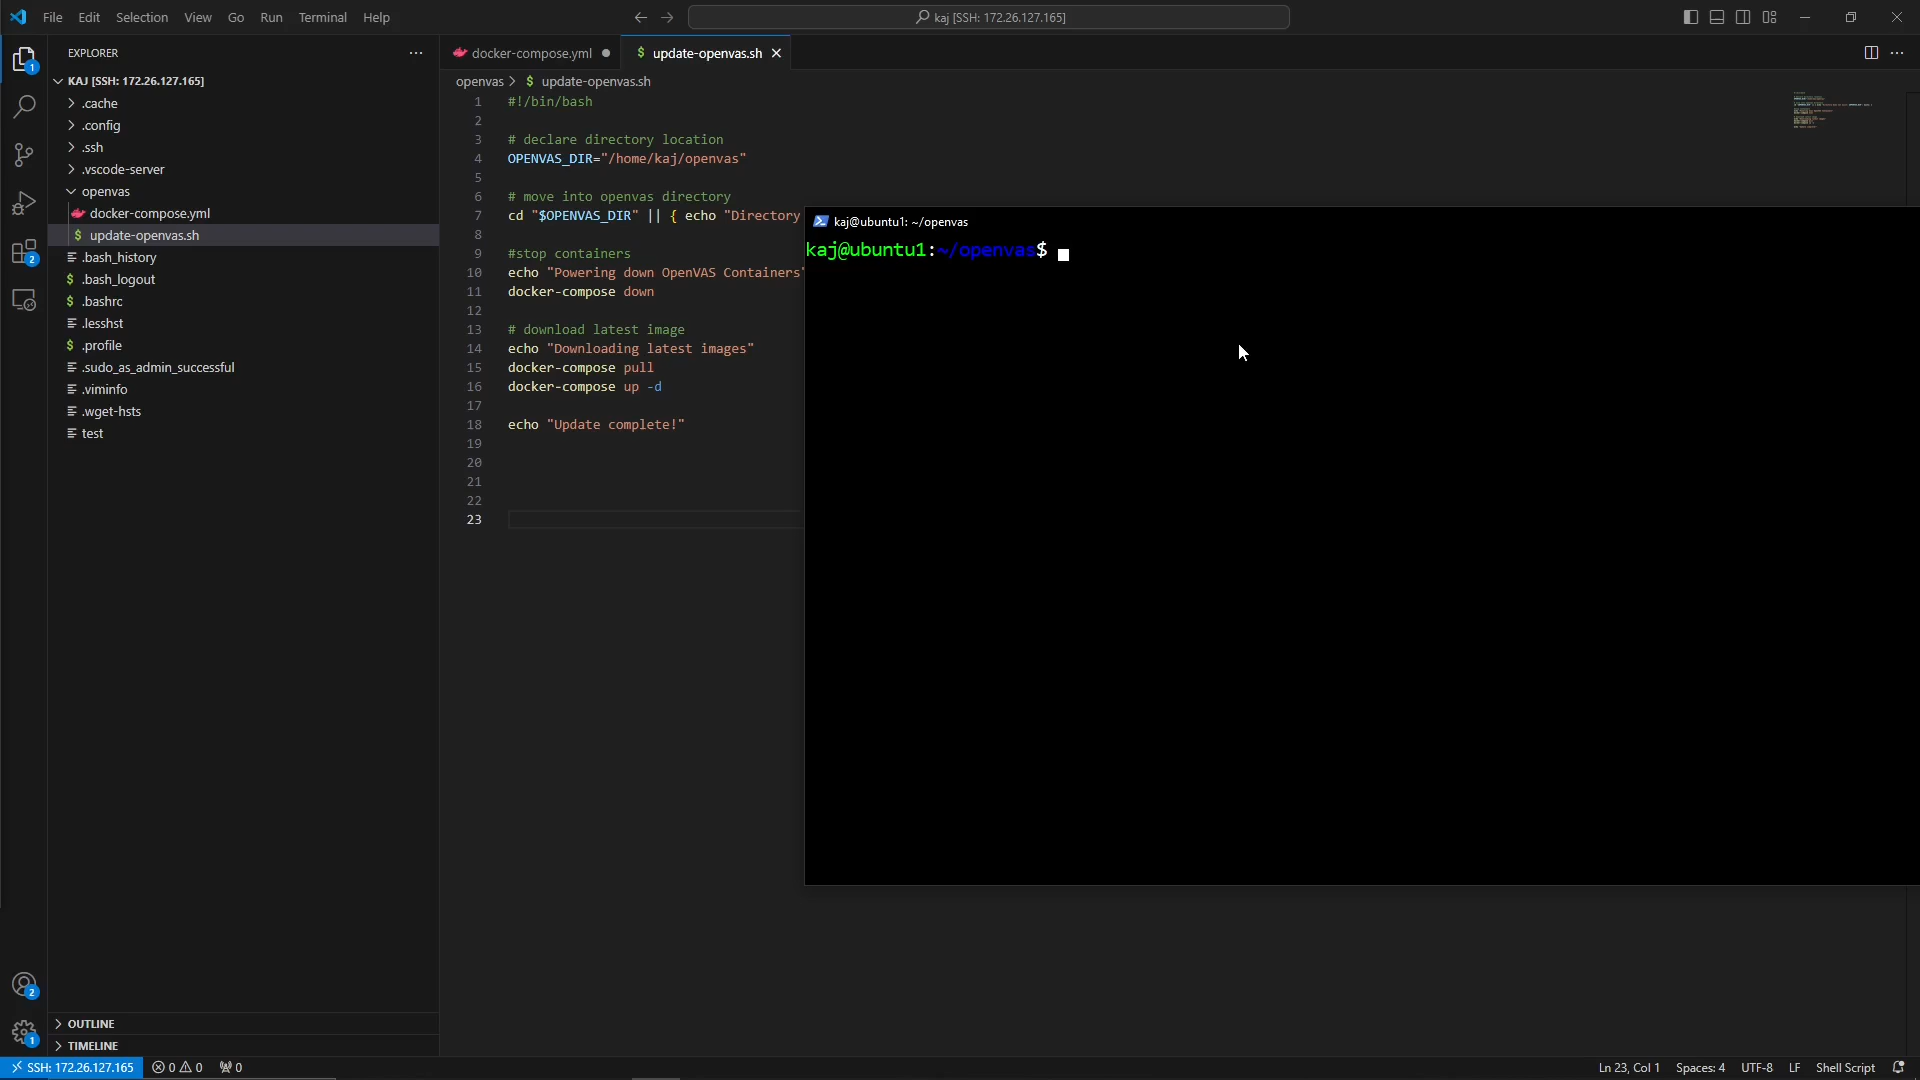 File Edit Selection View Go Run Terminal Help
kaj [SSH: 172.26.127.165]
EXPLORER
KAJ [SSH: 172.26.127.165]
.cache
.config
.ssh
.vscode-server
openvas
docker-compose.yml
update-openvas.sh
.bash_history
.bash_logout
.bashrc
.lesshst
.profile
.sudo_as_admin_successful
.viminfo
.wget-hsts
test
OUTLINE
TIMELINE
1
2
2
1
docker-compose.yml
update-openvas.sh
openvas > $ update-openvas.sh
1 #!/bin/bash
2
3 # declare directory location
4 OPENVAS_DIR="/home/kaj/openvas"
5
6 # move into openvas directory
7 cd "$OPENVAS_DIR" || { echo "Directory
8
9 #stop containers
10 echo "Powering down OpenVAS Containers"
11 docker-compose down
12
13 # download latest image
14 echo "Downloading latest images"
15 docker-compose pull
16 docker-compose up -d
17
18 echo "Update complete!"
19
20
21
22
23
kaj@ubuntu1: ~/openvas
kaj@ubuntu1:~/openvas$
SSH: 172.26.127.165 0 0 0
Ln 23, Col 1 Spaces: 4 UTF-8 LF Shell Script